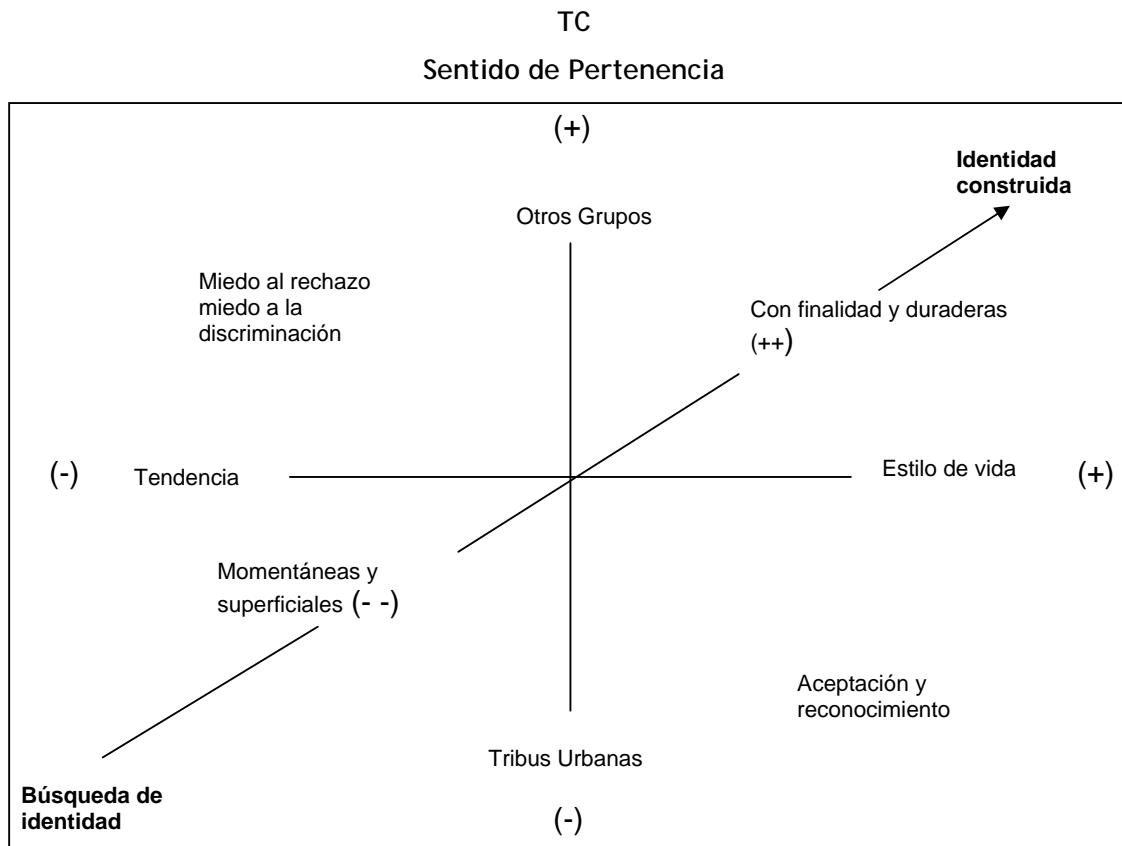 TC
Sentido de Pertenencia
(+)
Identidad
construida
Otros Grupos
Miedo al rechazo
miedo a la
discriminación
Con finalidad y duraderas
(++)
(-)
Tendencia
Estilo de vida
(+)
Momentáneas y
superficiales (- -)
Aceptación y
reconocimiento
Tribus Urbanas
Búsqueda de
identidad
(-)